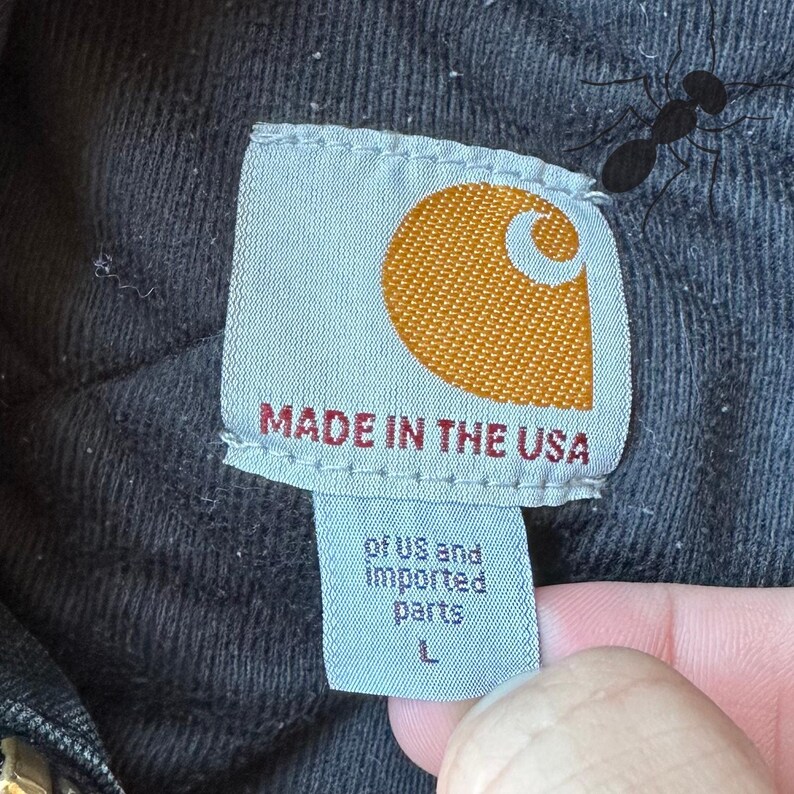 MADE IN THE USA
of US and
imported
parts
L